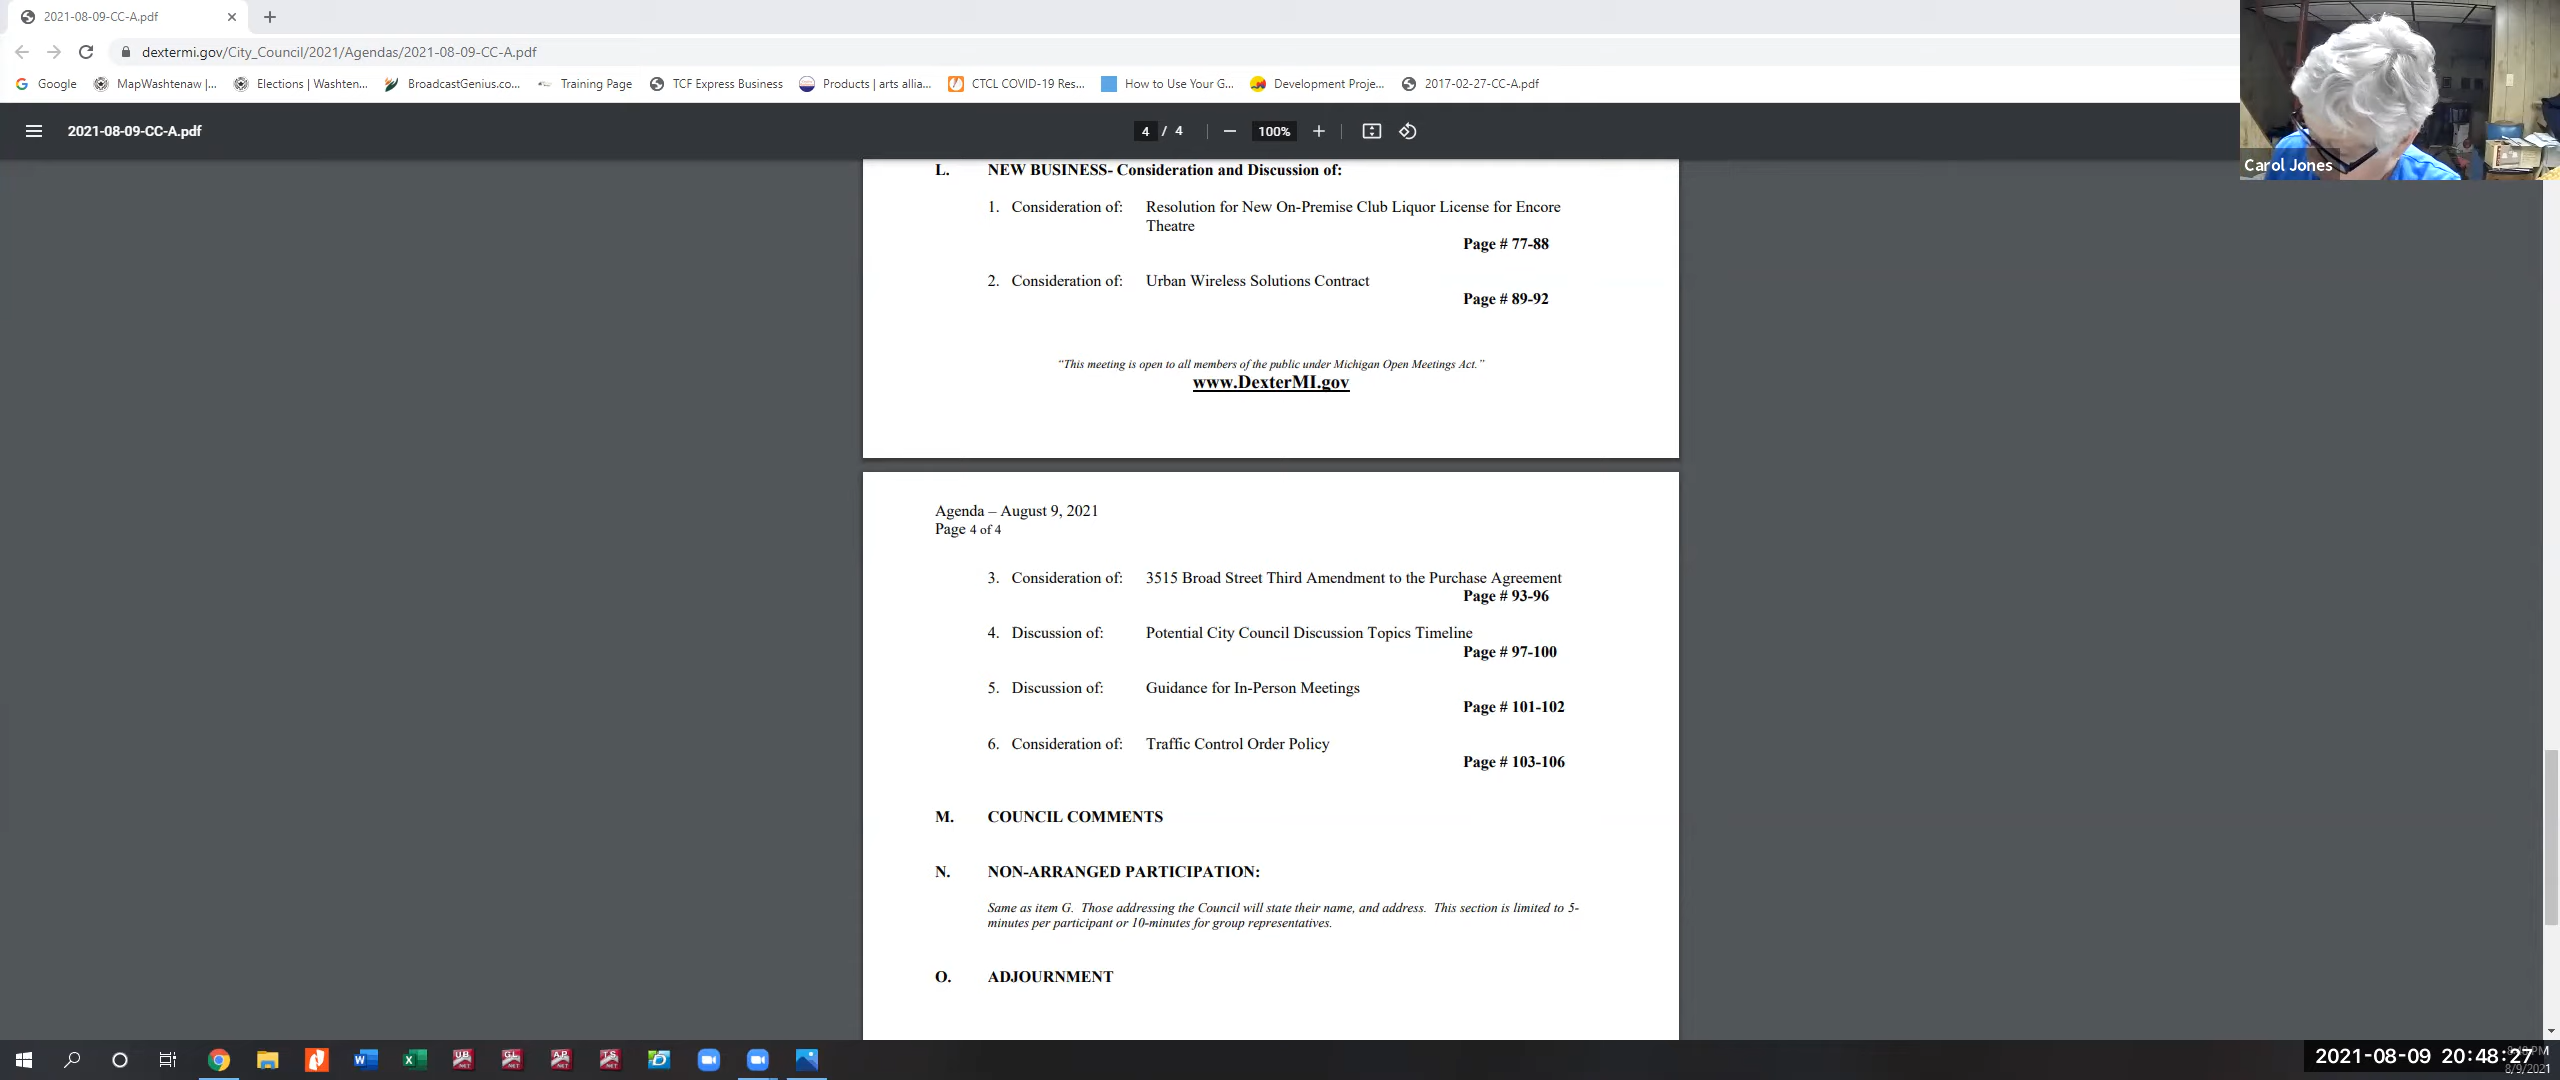 2021-08-09-CC-A.pdf
dextermi.gov/City_Council/2021/Agendas/2021-08-09-CC-A.pdf
Google MapWashtenaw |... Elections | Washten... BroadcastGenius.co... Training Page TCF Express Business Products | arts allia... CTCL COVID-19 Res... How to Use Your G... Development Proje... 2017-02-27-CC-A.pdf
2021-08-09-CC-A.pdf 4 / 4 100%
Carol Jones
L. NEW BUSINESS- Consideration and Discussion of:
1. Consideration of: Resolution for New On-Premise Club Liquor License for Encore
Theatre
Page # 77-88
2. Consideration of: Urban Wireless Solutions Contract
Page # 89-92
“This meeting is open to all members of the public under Michigan Open Meetings Act.”
www.DexterMI.gov
Agenda – August 9, 2021
Page 4 of 4
3. Consideration of: 3515 Broad Street Third Amendment to the Purchase Agreement
Page # 93-96
4. Discussion of: Potential City Council Discussion Topics Timeline
Page # 97-100
5. Discussion of: Guidance for In-Person Meetings
Page # 101-102
6. Consideration of: Traffic Control Order Policy
Page # 103-106
M. COUNCIL COMMENTS
N. NON-ARRANGED PARTICIPATION:
Same as item G. Those addressing the Council will state their name, and address. This section is limited to 5-
minutes per participant or 10-minutes for group representatives.
O. ADJOURNMENT
U.B. .NET G.L. .NET A.P. .NET T.S. .NET
2021-08-09 20:48:27
8/9/2021